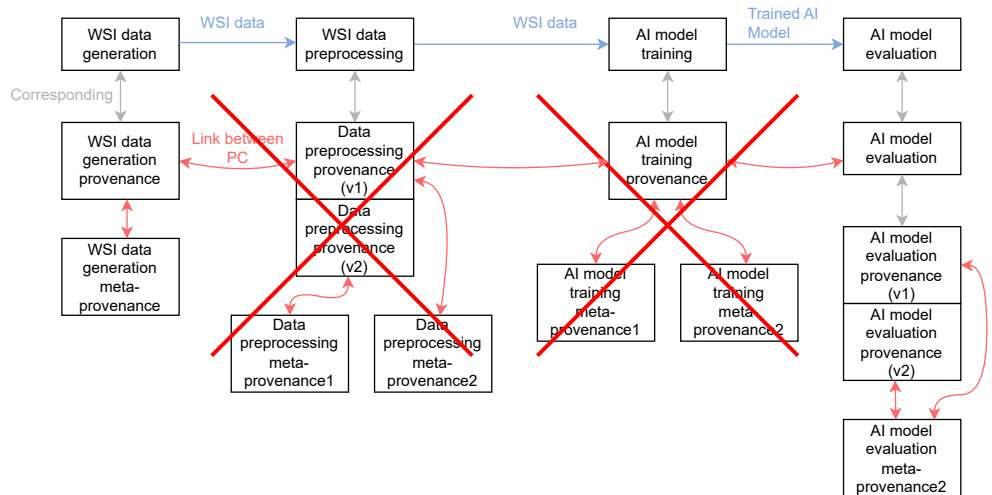 WSI data
WSI data
Trained AI
Model
WSI data
generation
WSI data
preprocessing
AI model
training
AI model
evaluation
Corresponding
Link between
PC
WSI data
generation
provenance
Data
preprocessing
provenance
(v1)
AI model
training
provenance
AI model
evaluation
Data
preprocessing
provenance
(v2)
WSI data
generation
meta-
provenance
AI model
evaluation
provenance
(v1)
AI model
training
meta-
provenance1
AI model
training meta-
provenance2
Data
preprocessing
meta-
provenance1
Data
preprocessing
meta-
provenance2
AI model
evaluation
provenance
(v2)
AI model
evaluation
meta-
provenance2